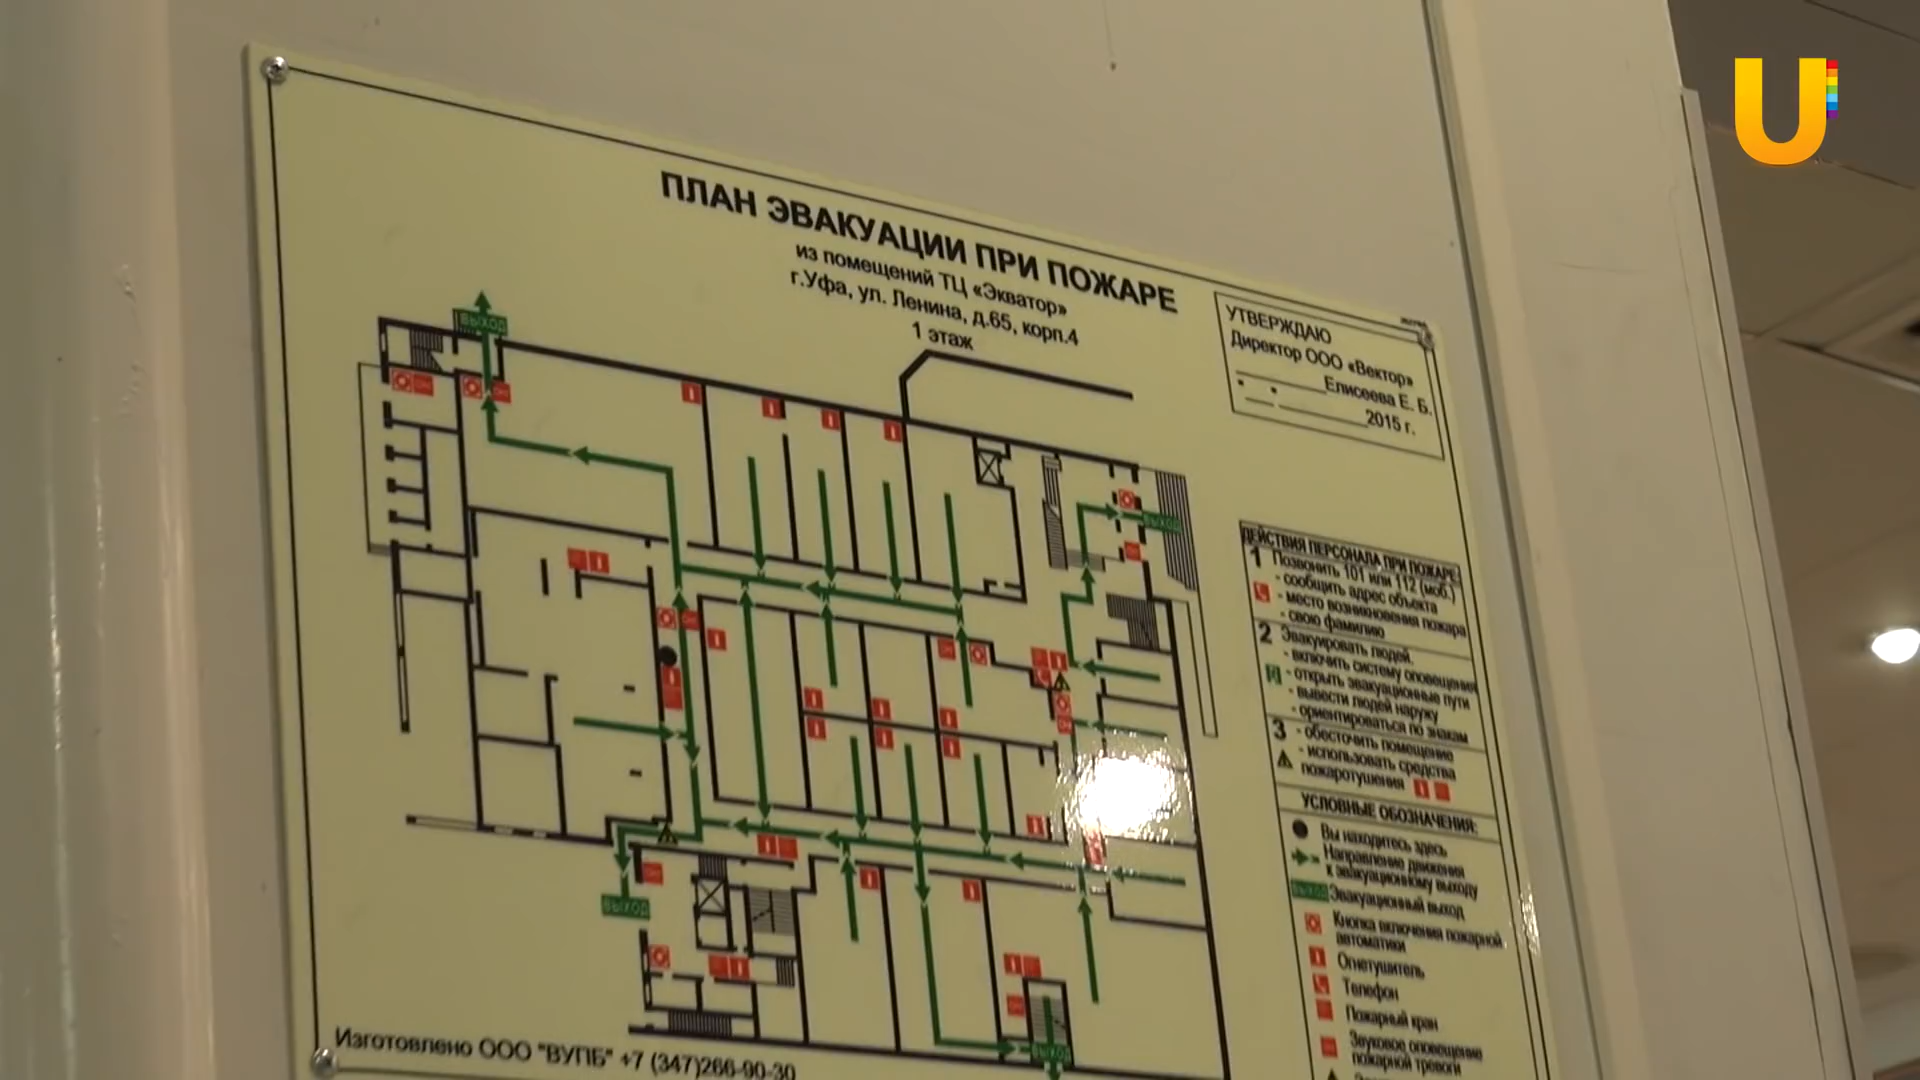 U
ПЛАН ЭВАКУАЦИИ ПРИ ПОЖАРЕ
из помещений ТЦ «Экватор»
г.Уфа, ул. Ленина, д.65, корп.4
1 этаж
УТВЕРЖДАЮ
Директор ООО «Вектор»
Елисеева Е. Б.
2015 г.
ВЫХОД
ВЫХОД
ВЫХОД
ВЫХОД
ДЕЙСТВИЯ ПЕРСОНАЛА ПРИ ПОЖАРЕ:
1 Позвонить 101 или 112 (моб.)
- сообщить адрес объекта
- место возникновения пожара
- свою фамилию
2 Эвакуировать людей,
- включить систему оповещения
- открыть эвакуационные пути
- вывести людей наружу
- ориентироваться по знакам
3 - обесточить помещение
- использовать средства
пожаротушения
УСЛОВНЫЕ ОБОЗНАЧЕНИЯ:
Вы находитесь здесь
Направление движения
к эвакуационному выходу
ВЫХОД Эвакуационный выход
Кнопка включения пожарной
автоматики
Огнетушитель
Телефон
Пожарный кран
Звуковое оповещение
пожарной тревоги
Изготовлено ООО "ВУПБ" +7 (347)266-90-30